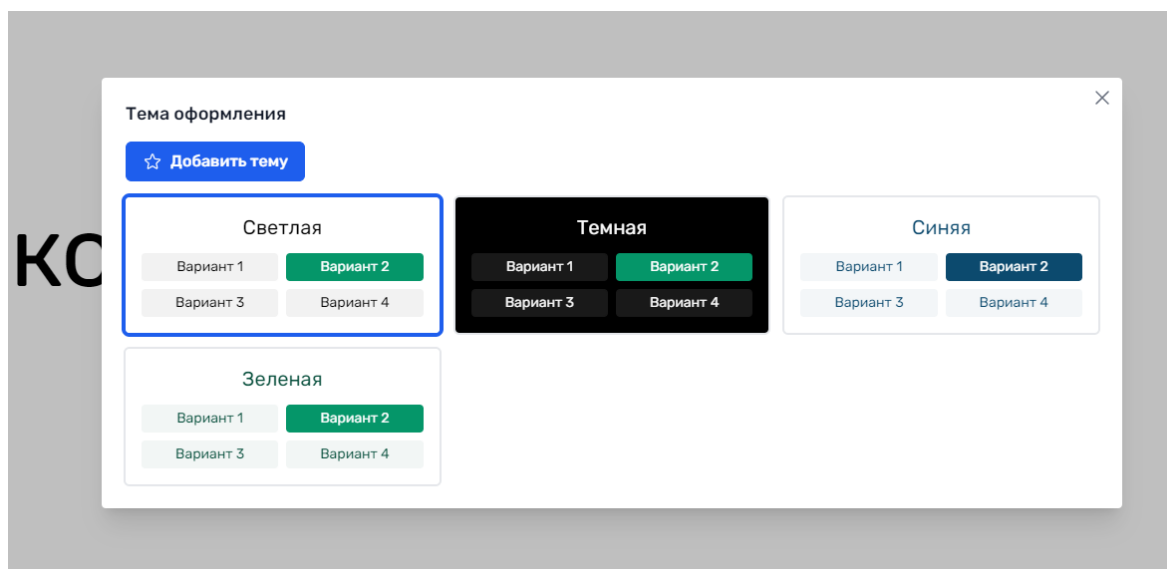 Тема оформления
Добавить тему
Светлая
Вариант 1 Вариант 2
Вариант 3 Вариант 4
Темная
Вариант 1 Вариант 2
Вариант 3 Вариант 4
Синяя
Вариант 1 Вариант 2
Вариант 3 Вариант 4
Зеленая
Вариант 1 Вариант 2
Вариант 3 Вариант 4